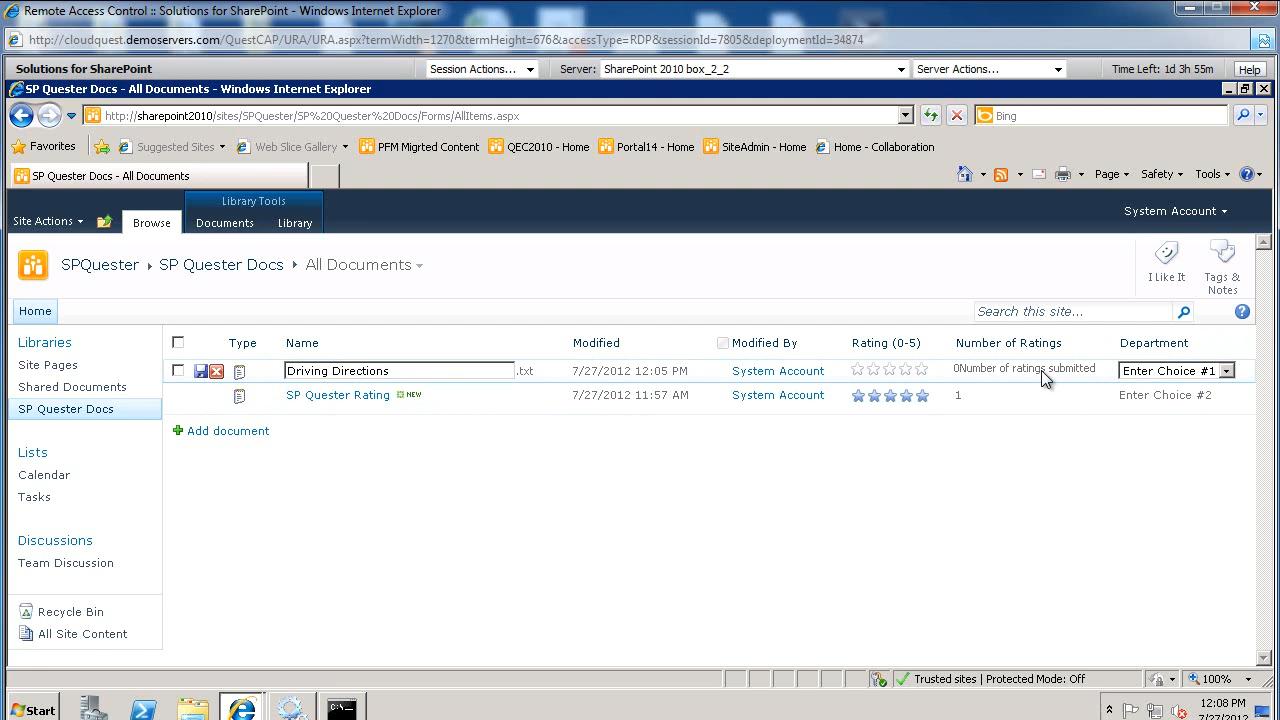 Remote Access Control :: Solutions for SharePoint - Windows Internet Explorer
http://cloudquest.demoservers.com/QuestCAP/URA/URA.aspx?termWidth=1270&termHeight=676&accessType=RDP&sessionId=7805&deploymentId=34874
Solutions for SharePoint Session Actions... Server: SharePoint 2010 box_2_2 Server Actions... Time Left: 1d 3h 55m Help
SP Quester Docs - All Documents - Windows Internet Explorer
http://sharepoint2010/sites/SPQuester/SP%20Quester%20Docs/Forms/AllItems.aspx Bing
Favorites Suggested Sites Web Slice Gallery PFM Migrted Content QEC2010 - Home Portal14 - Home SiteAdmin - Home Home - Collaboration
SP Quester Docs - All Documents Page Safety Tools
Library Tools
Site Actions Browse Documents Library System Account
SPQuester SP Quester Docs All Documents
I Like It Tags & Notes
Home Search this site...
Libraries Type Name Modified Modified By Rating (0-5) Number of Ratings Department
Site Pages Driving Directions .txt 7/27/2012 12:05 PM System Account 0Number of ratings submitted Enter Choice #1
Shared Documents SP Quester Rating NEW 7/27/2012 11:57 AM System Account 1 Enter Choice #2
SP Quester Docs
Add document
Lists
Calendar
Tasks
Discussions
Team Discussion
Recycle Bin
All Site Content
Trusted sites | Protected Mode: Off 100%
Start 12:08 PM
7/27/2012